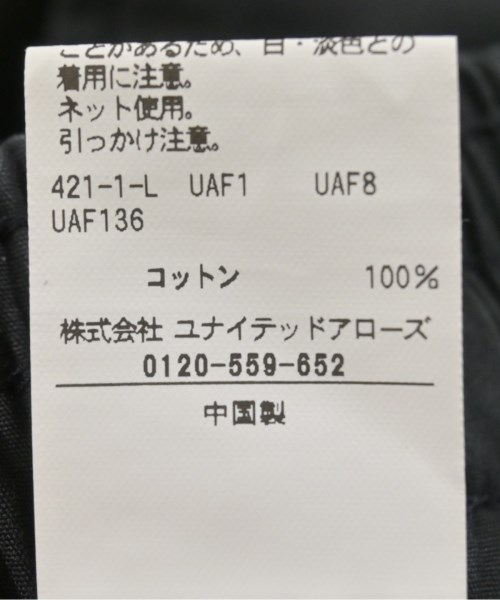 ことがあるため、白・淡色との
着用に注意。
ネット使用。
引っかけ注意。
421-1-L UAF1 UAF8
UAF136
コットン 100%
株式会社 ユナイテッドアローズ
0120-559-652
中国製